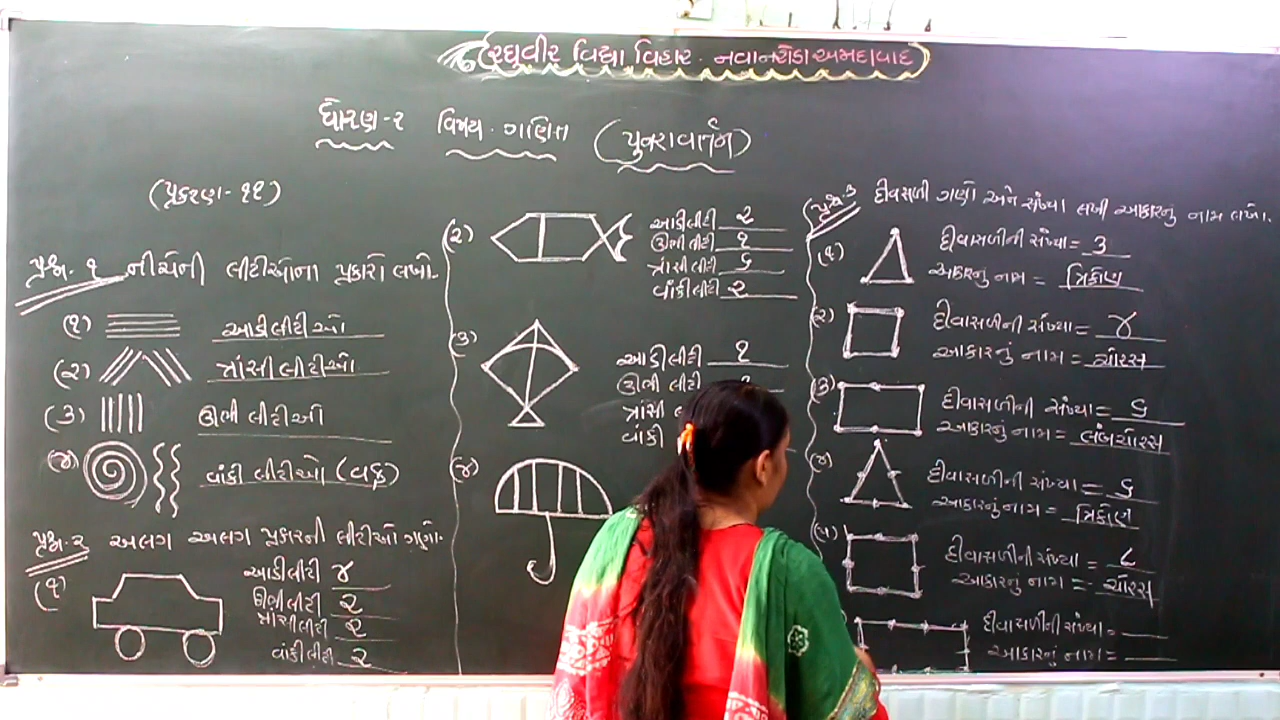 રઘુવીર વિદ્યા વિહાર. નવાનરોડા અમદાવાદ
ધોરણ-૨ વિષય. ગણિત (પુનરાવર્તન)
(પ્રકરણ-૧૧)
પ્રશ્ન. ૧ નીચેની લીટીઓના પ્રકારો લખો.
(૧) આડી લીટીઓ
(૨) ત્રાંસી લીટીઓ
(૩) ઊભી લીટીઓ
(૪) વાંકી લીટીઓ (વક્ર)
પ્રશ્ન.૨ અલગ અલગ પ્રકારની લીટીઓ ગણો.
(૧)
આડી લીટી ૪
ઊભી લીટી ૨
ત્રાંસી લીટી ૨
વાંકી લીટી ૨
(૨)
આડી લીટી ૨
ઊભી લીટી ૧
ત્રાંસી લીટી ૬
વાંકી લીટી ૨
(૩)
આડી લીટી ૧
ઊભી લીટી
ત્રાંસી
વાંકી
(૪)
પ્રશ્ન-૩ દીવાસળી ગણો અને સંખ્યા લખી આકારનું નામ લખો.
(૧) દીવાસળીની સંખ્યા = ૩
આકારનું નામ = ત્રિકોણ
(૨) દીવાસળીની સંખ્યા = ૪
આકારનું નામ = ચોરસ
(૩) દીવાસળીની સંખ્યા = ૬
આકારનું નામ = લંબચોરસ
(૪) દીવાસળીની સંખ્યા = ૬
આકારનું નામ = ત્રિકોણ
(૫) દીવાસળીની સંખ્યા = ૮
આકારનું નામ = ચોરસ
દીવાસળીની સંખ્યા =
આકારનું નામ =